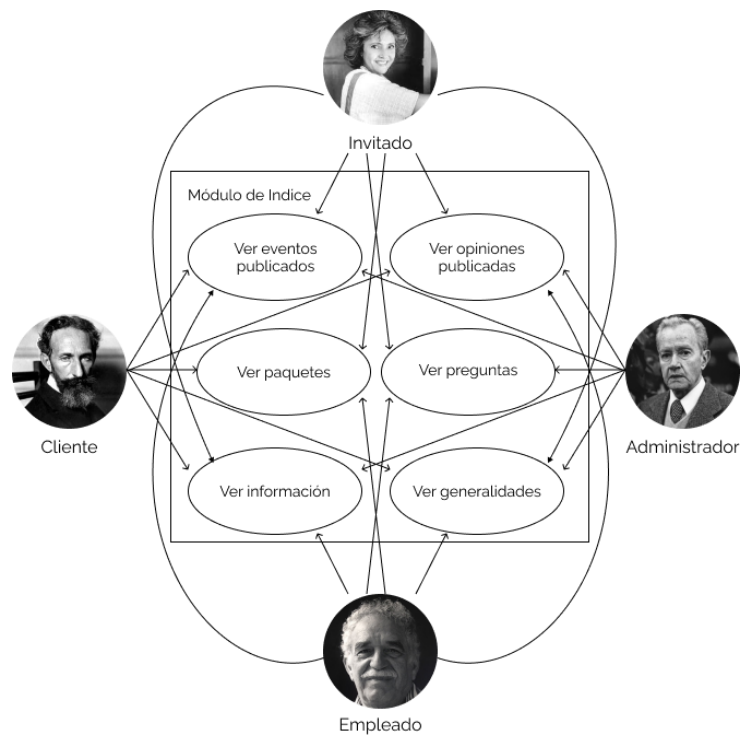 Invitado
Módulo de Indice
Ver eventos
publicados
Ver opiniones
publicadas
Ver paquetes
Ver preguntas
Cliente
Administrador
Ver información
Ver generalidades
Empleado